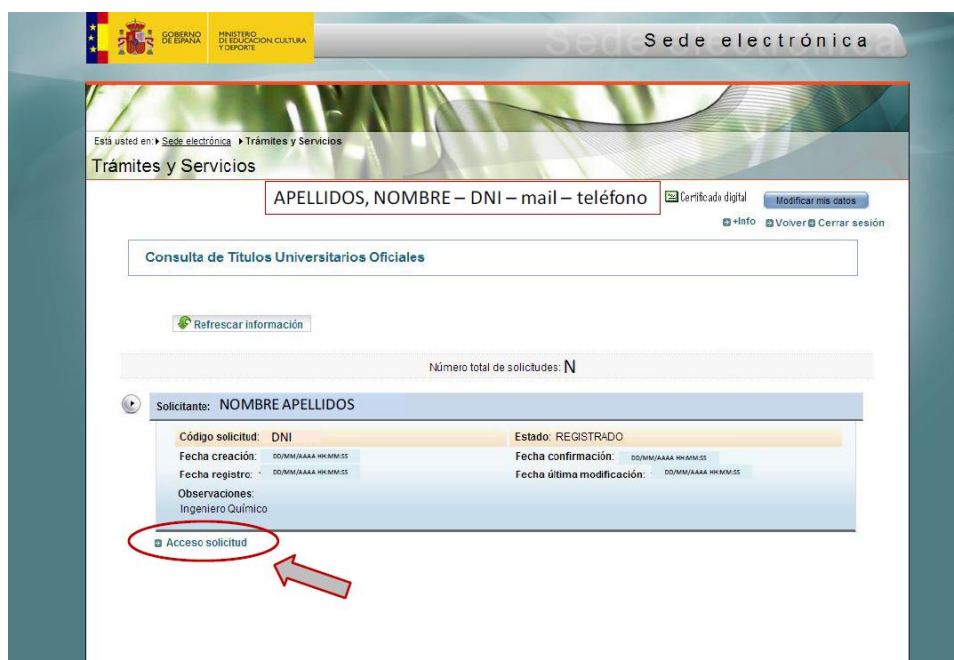 GOBIERNO
DE ESPAÑA
MINISTERIO
DE EDUCACIÓN, CULTURA
Y DEPORTE
Sede electrónica
Está usted en: Sede electrónica Trámites y Servicios
Trámites y Servicios
APELLIDOS, NOMBRE – DNI – mail – teléfono
Certificado digital
Modificar mis datos
+Info Volver Cerrar sesión
Consulta de Títulos Universitarios Oficiales
Refrescar información
Número total de solicitudes: N
Solicitante: NOMBRE APELLIDOS
Código solicitud: DNI Estado: REGISTRADO
Fecha creación: DD/MM/AAAA HH:MM:SS Fecha confirmación: DD/MM/AAAA HH:MM:SS
Fecha registro: DD/MM/AAAA HH:MM:SS Fecha última modificación: DD/MM/AAAA HH:MM:SS
Observaciones:
Ingeniero Químico
Acceso solicitud